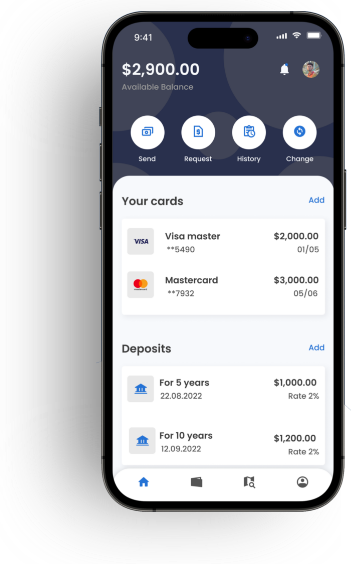 9:41
$2,900.00
Available Balance
Send Request History Change
Your cards Add
VISA Visa master $2,000.00
**5490 01/05
Mastercard $3,000.00
**7932 05/06
Deposits Add
For 5 years $1,000.00
22.08.2022 Rate 2%
For 10 years $1,200.00
12.09.2022 Rate 2%